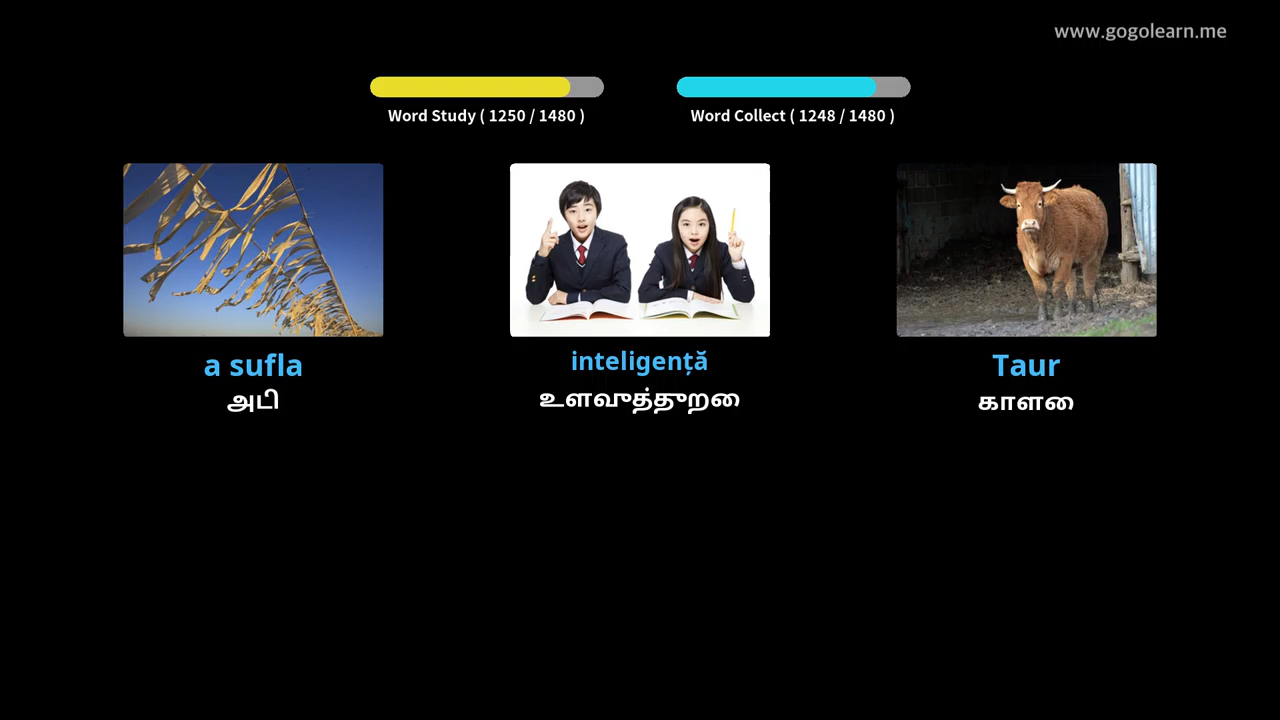 www.gogolearn.me
Word Study ( 1250 / 1480 )
Word Collect ( 1248 / 1480 )
a sufla
அடி
inteligență
உளவுத்துறை
Taur
காளை